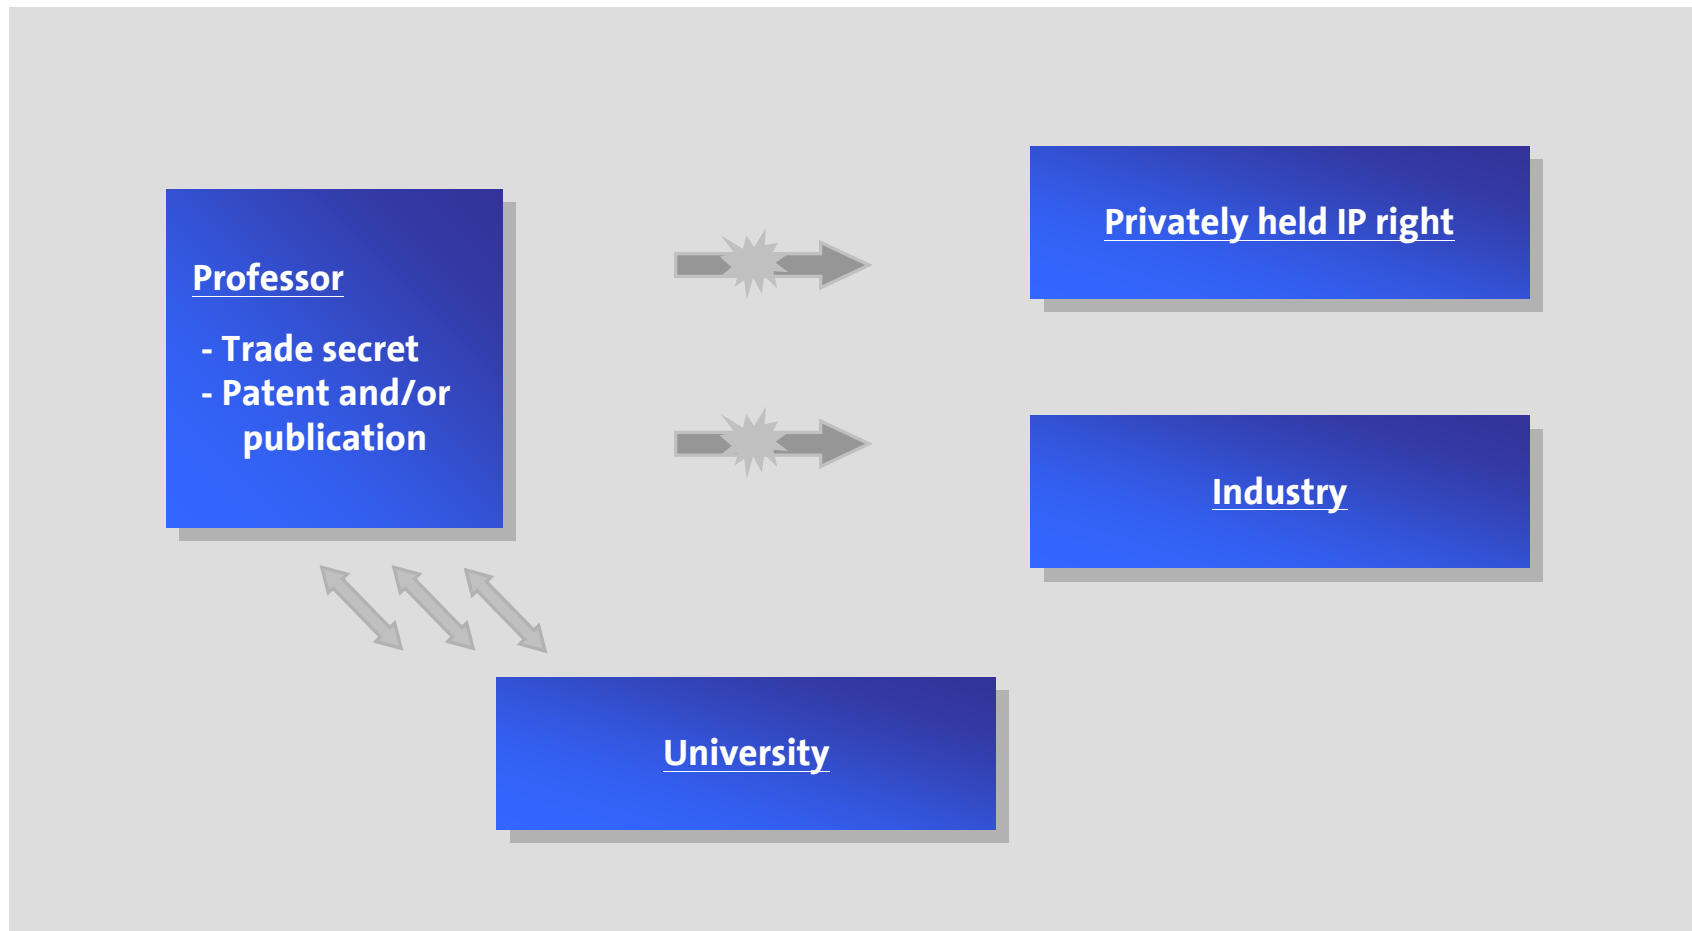 Professor
- Trade secret
- Patent and/or
publication
Privately held IP right
Industry
University